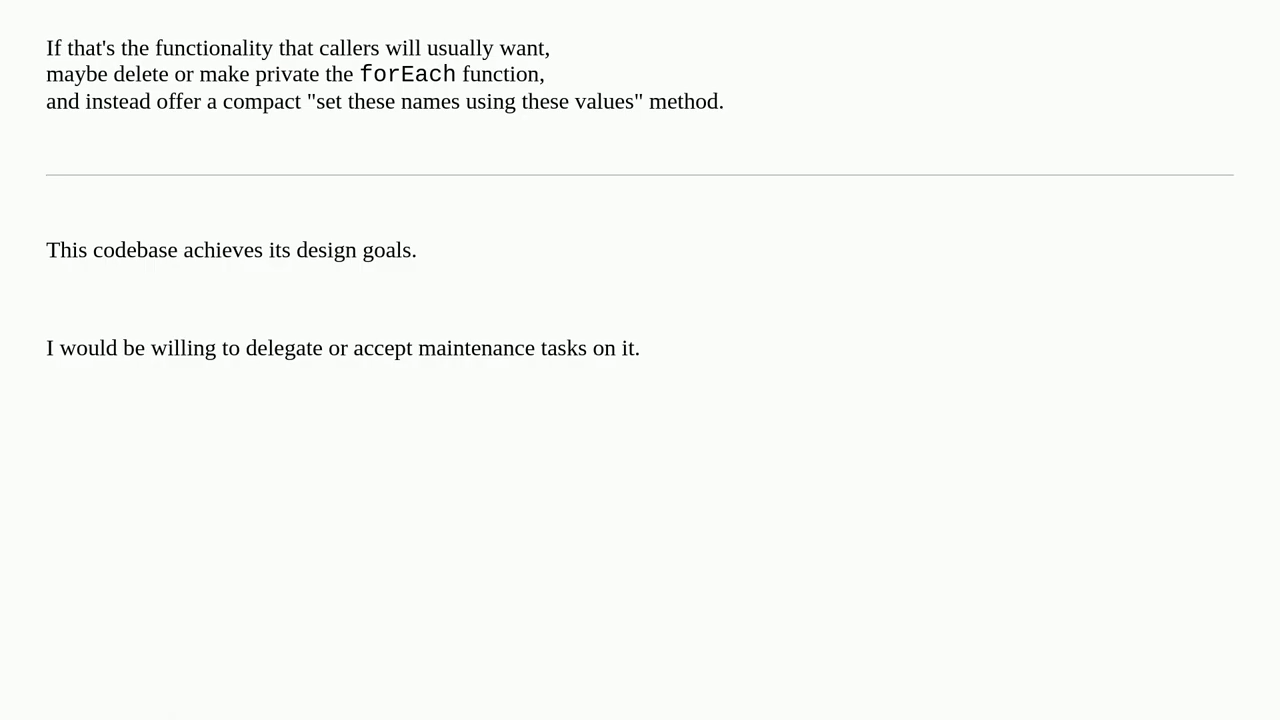 If that's the functionality that callers will usually want,
maybe delete or make private the forEach function,
and instead offer a compact "set these names using these values" method.
This codebase achieves its design goals.
I would be willing to delegate or accept maintenance tasks on it.